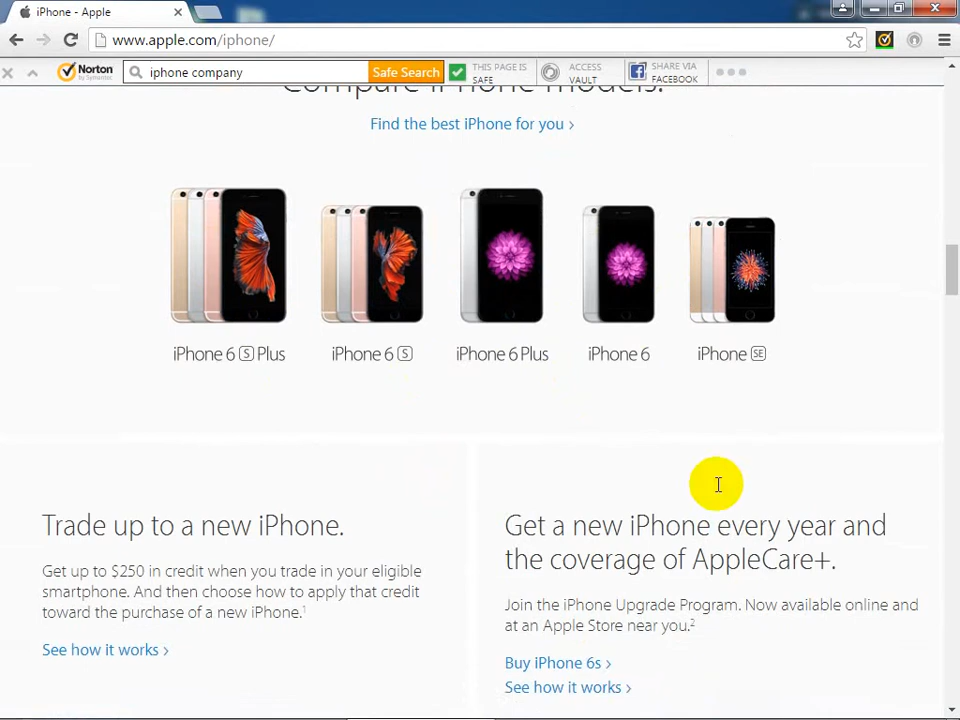 iPhone - Apple
www.apple.com/iphone/
Norton
by Symantec
iphone company
Safe Search
THIS PAGE IS
SAFE
ACCESS
VAULT
SHARE VIA
FACEBOOK
Compare iPhone models.
Find the best iPhone for you >
iPhone 6 S Plus
iPhone 6 S
iPhone 6 Plus
iPhone 6
iPhone SE
Trade up to a new iPhone.
Get up to $250 in credit when you trade in your eligible
smartphone. And then choose how to apply that credit
toward the purchase of a new iPhone.¹
See how it works >
Get a new iPhone every year and
the coverage of AppleCare+.
Join the iPhone Upgrade Program. Now available online and
at an Apple Store near you.²
Buy iPhone 6s >
See how it works >